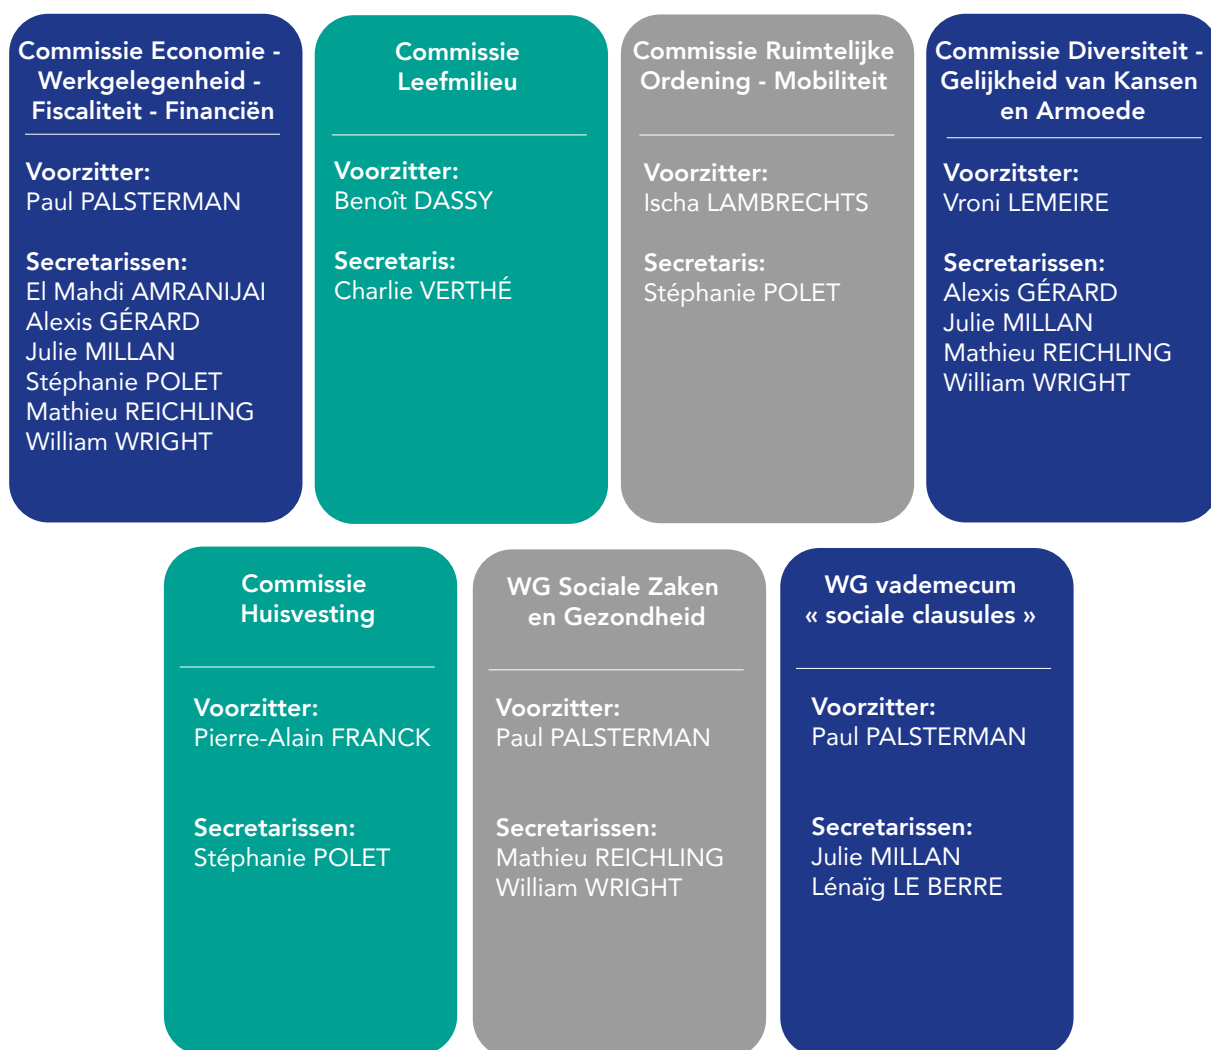 Commissie Economie -
Werkgelegenheid -
Fiscaliteit - Financiën
Voorzitter:
Paul PALSTERMAN
Secretarissen:
El Mahdi AMRANIJAI
Alexis GÉRARD
Julie MILLAN
Stéphanie POLET
Mathieu REICHLING
William WRIGHT
Commissie
Leefmilieu
Voorzitter:
Benoît DASSY
Secretaris:
Charlie VERTHÉ
Commissie Ruimtelijke
Ordening - Mobiliteit
Voorzitter:
Ischa LAMBRECHTS
Secretaris:
Stéphanie POLET
Commissie Diversiteit -
Gelijkheid van Kansen
en Armoede
Voorzitster:
Vroni LEMEIRE
Secretarissen:
Alexis GÉRARD
Julie MILLAN
Mathieu REICHLING
William WRIGHT
Commissie
Huisvesting
Voorzitter:
Pierre-Alain FRANCK
Secretarissen:
Stéphanie POLET
WG Sociale Zaken
en Gezondheid
Voorzitter:
Paul PALSTERMAN
Secretarissen:
Mathieu REICHLING
William WRIGHT
WG vademecum
« sociale clausules »
Voorzitter:
Paul PALSTERMAN
Secretarissen:
Julie MILLAN
Lénaïg LE BERRE